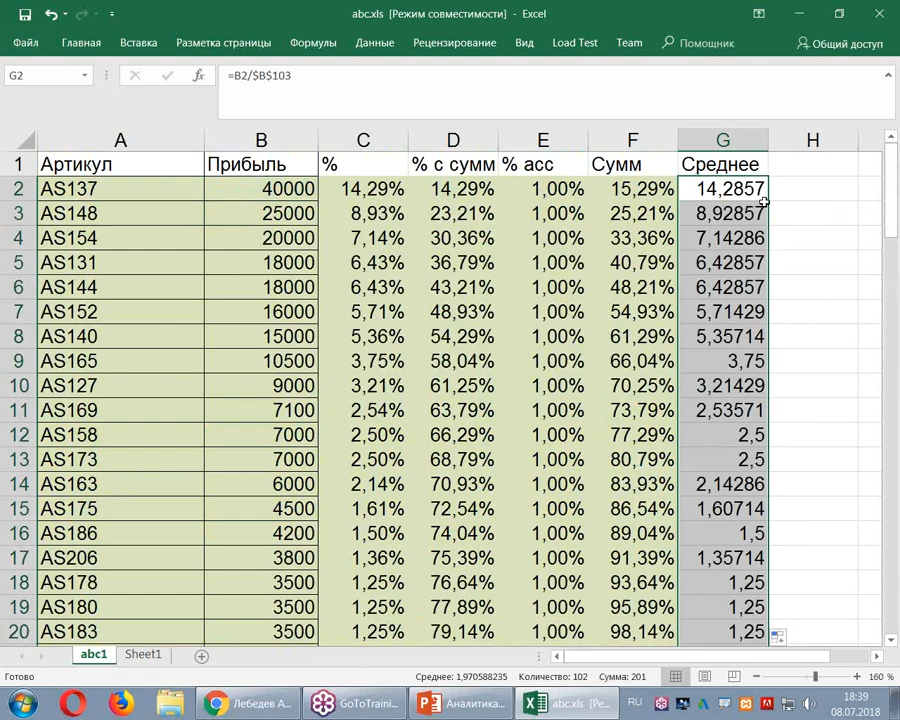 abc.xls [Режим совместимости] - Excel
Файл Главная Вставка Разметка страницы Формулы Данные Рецензирование Вид Load Test Team Помощник Общий доступ
G2 fx =B2/$B$103
A B C D E F G H
1 Артикул Прибыль % % с сумм % асс Сумм Среднее
2 AS137 40000 14,29% 14,29% 1,00% 15,29% 14,2857
3 AS148 25000 8,93% 23,21% 1,00% 25,21% 8,92857
4 AS154 20000 7,14% 30,36% 1,00% 33,36% 7,14286
5 AS131 18000 6,43% 36,79% 1,00% 40,79% 6,42857
6 AS144 18000 6,43% 43,21% 1,00% 48,21% 6,42857
7 AS152 16000 5,71% 48,93% 1,00% 54,93% 5,71429
8 AS140 15000 5,36% 54,29% 1,00% 61,29% 5,35714
9 AS165 10500 3,75% 58,04% 1,00% 66,04% 3,75
10 AS127 9000 3,21% 61,25% 1,00% 70,25% 3,21429
11 AS169 7100 2,54% 63,79% 1,00% 73,79% 2,53571
12 AS158 7000 2,50% 66,29% 1,00% 77,29% 2,5
13 AS173 7000 2,50% 68,79% 1,00% 80,79% 2,5
14 AS163 6000 2,14% 70,93% 1,00% 83,93% 2,14286
15 AS175 4500 1,61% 72,54% 1,00% 86,54% 1,60714
16 AS186 4200 1,50% 74,04% 1,00% 89,04% 1,5
17 AS206 3800 1,36% 75,39% 1,00% 91,39% 1,35714
18 AS178 3500 1,25% 76,64% 1,00% 93,64% 1,25
19 AS180 3500 1,25% 77,89% 1,00% 95,89% 1,25
20 AS183 3500 1,25% 79,14% 1,00% 98,14% 1,25
abc1 Sheet1
Готово Среднее: 1,970588235 Количество: 102 Сумма: 201 160 %
Лебедев А... GoToTraini... Аналитика... abc.xls [Ре... RU 18:39
08.07.2018